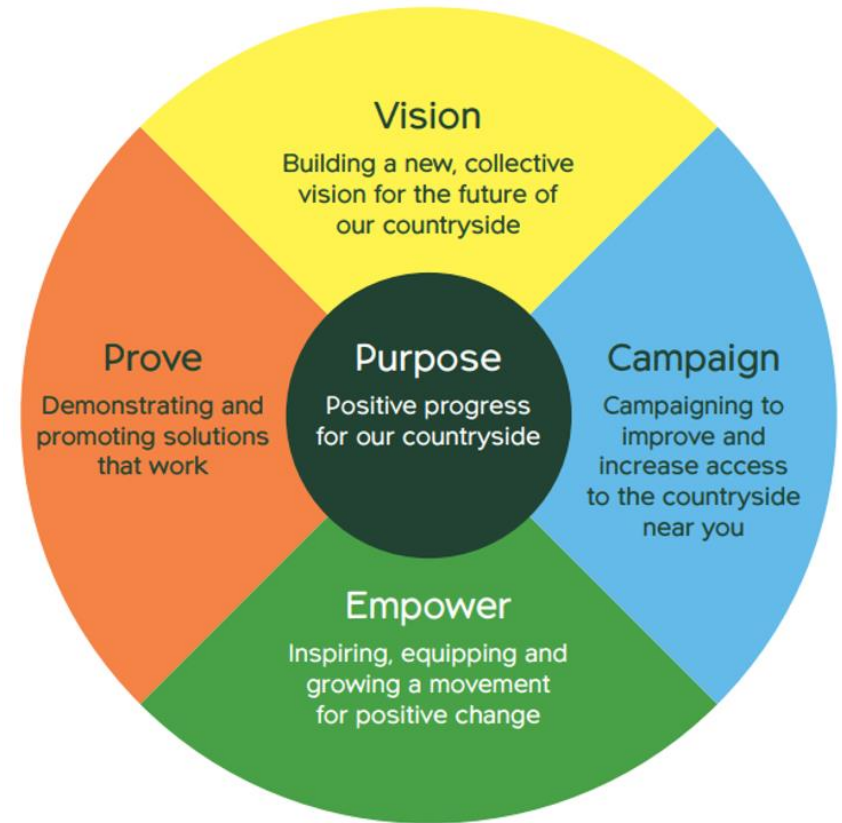 Vision
Building a new, collective
vision for the future of
our countryside
Prove
Demonstrating and
promoting solutions
that work
Purpose
Positive progress
for our countryside
Campaign
Campaigning to
improve and
increase access
to the countryside
near you
Empower
Inspiring, equipping and
growing a movement
for positive change